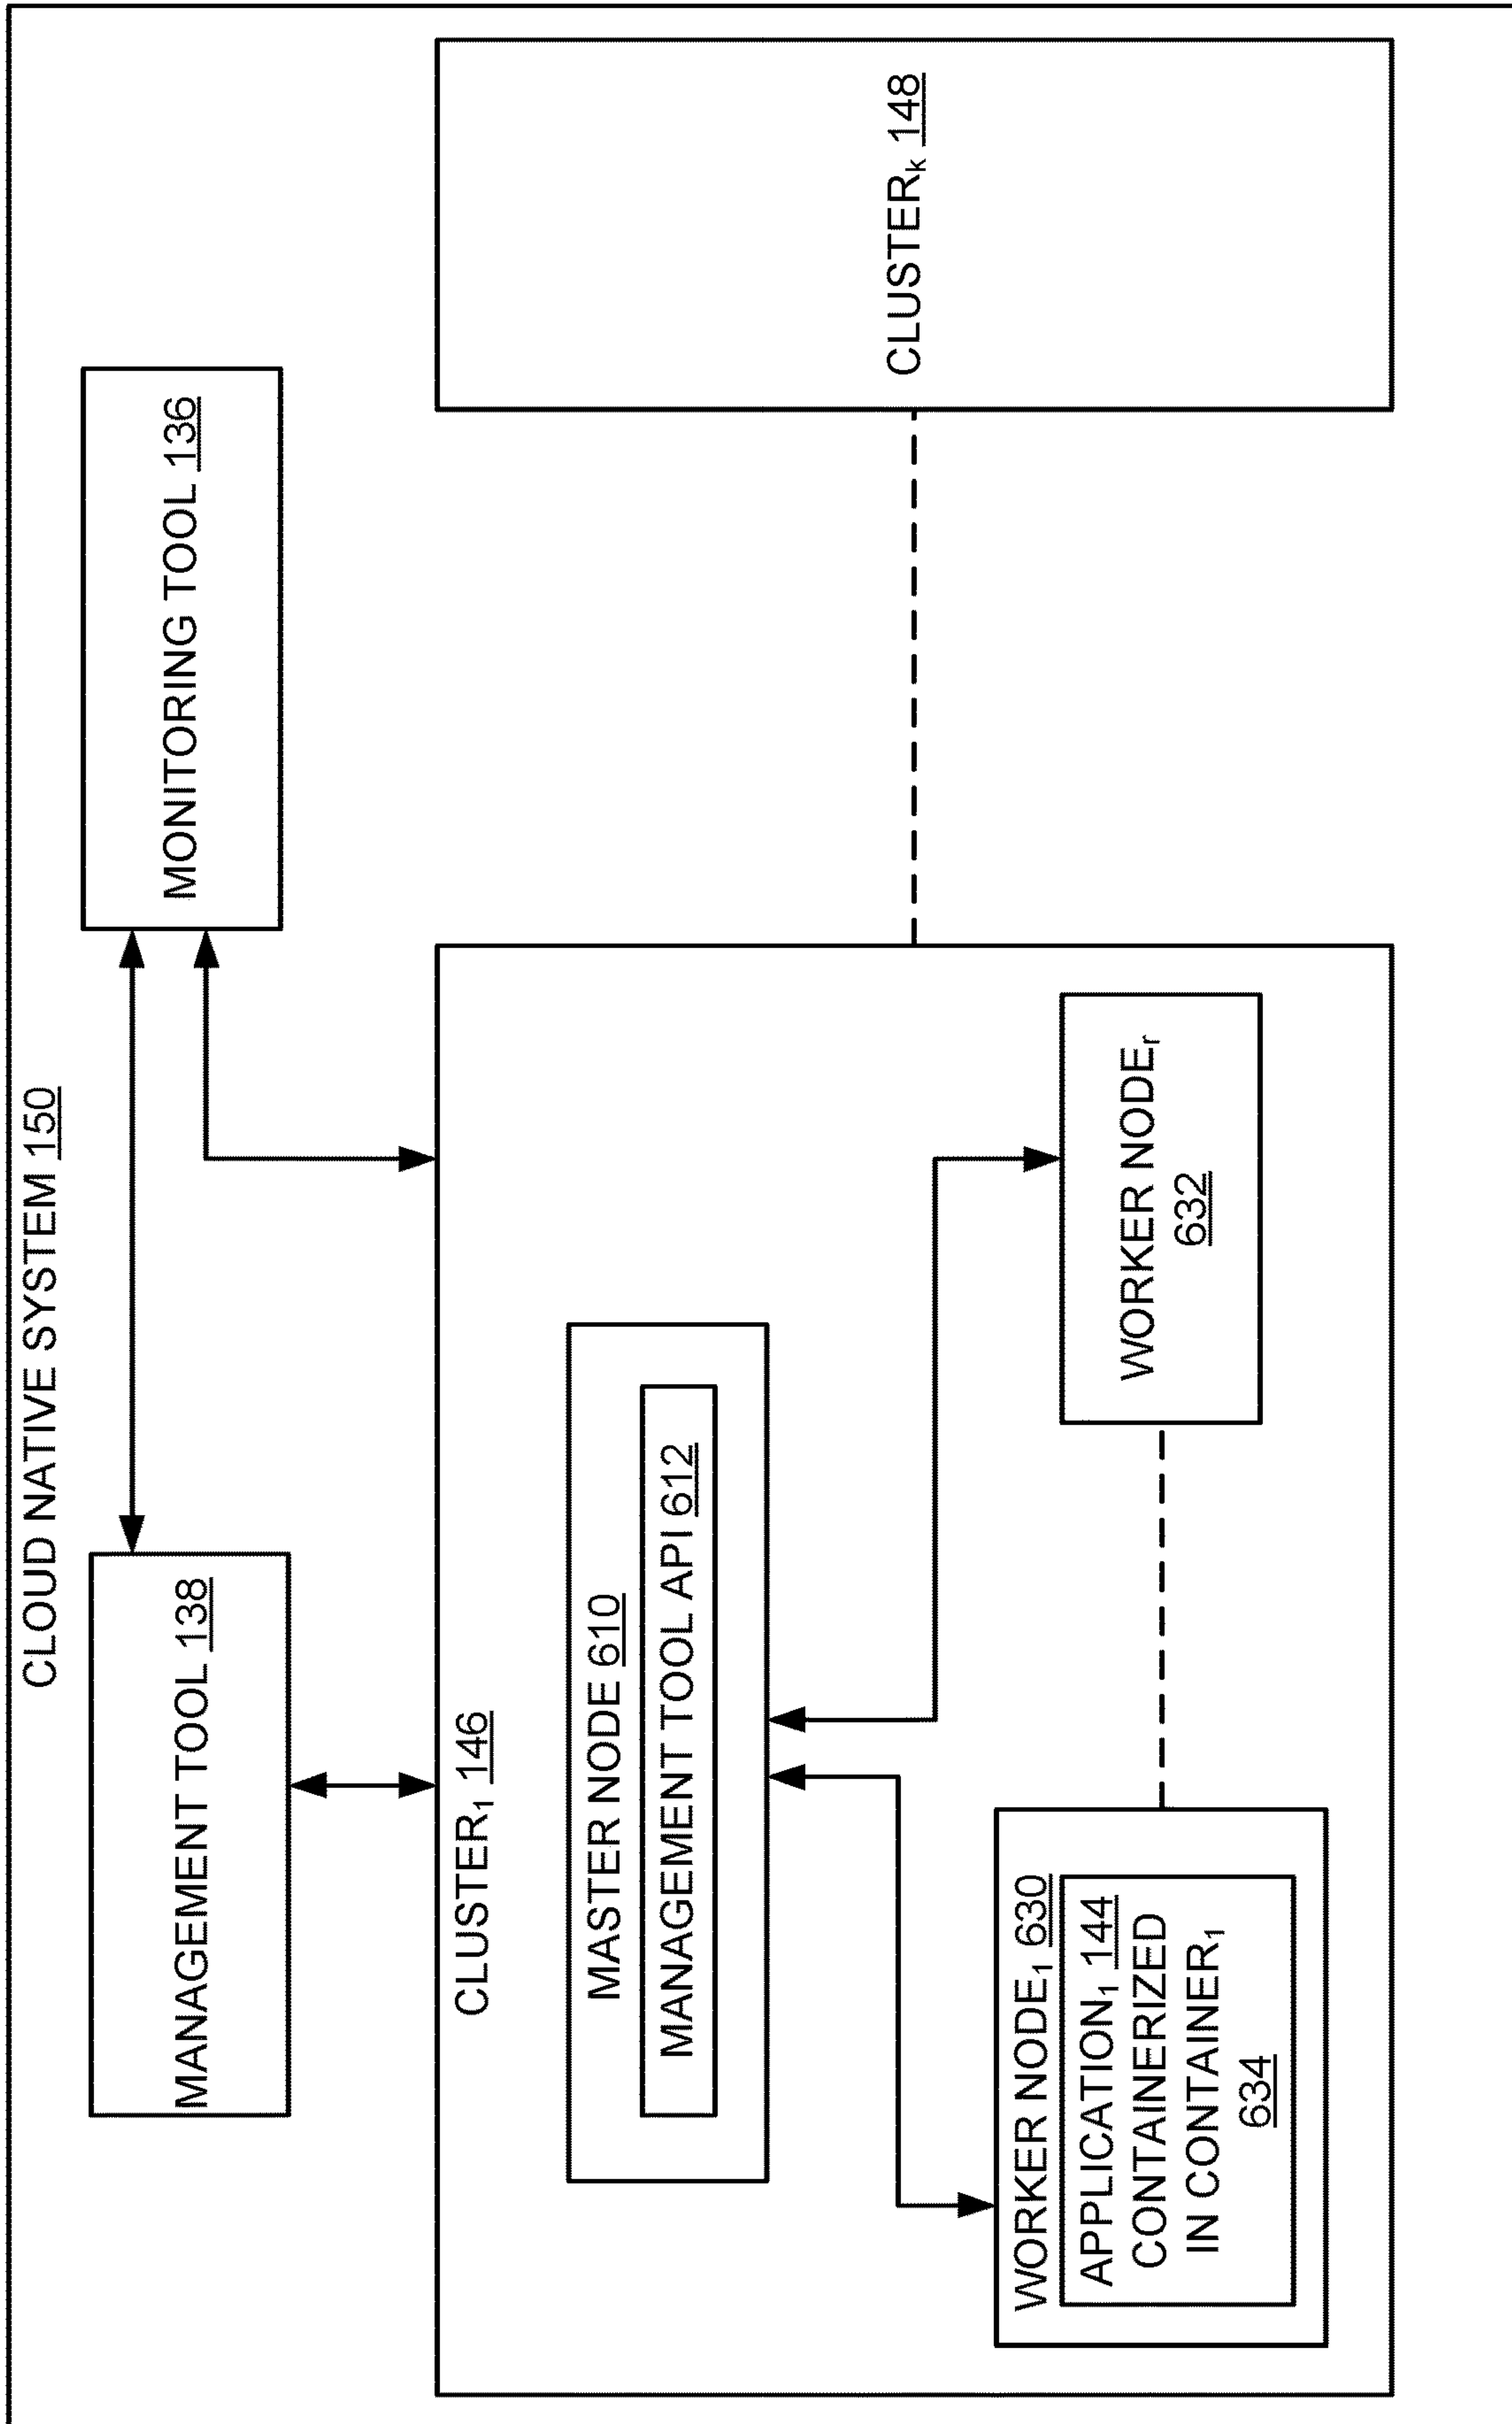 CLOUD NATIVE SYSTEM 150
MANAGEMENT TOOL 138
MONITORING TOOL 136
CLUSTER₁ 146
MASTER NODE 610
MANAGEMENT TOOL API 612
WORKER NODE₁ 630
APPLICATION₁ 144
CONTAINERIZED
IN CONTAINER₁
634
WORKER NODEᵣ
632
CLUSTERₖ 148